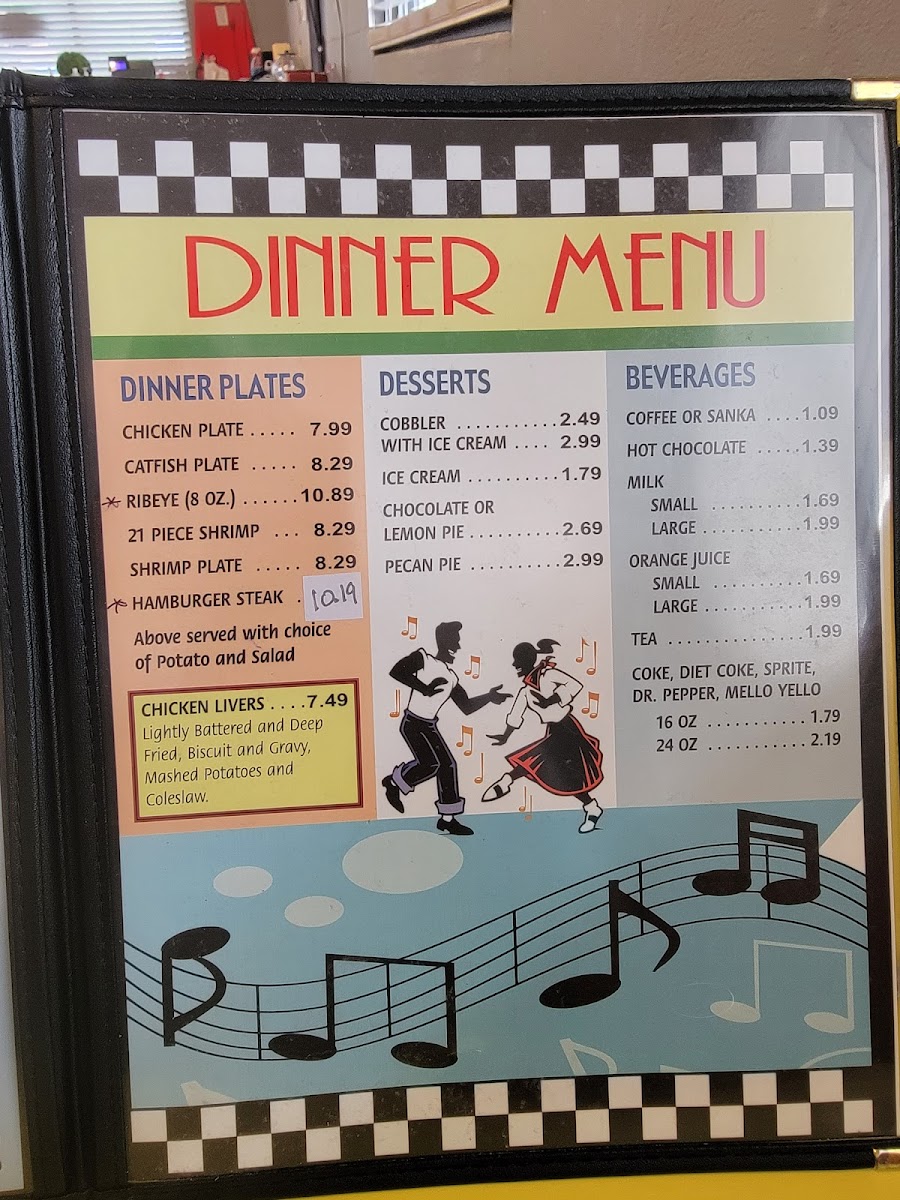 DINNER MENU
DINNER PLATES
CHICKEN PLATE ..... 7.99
CATFISH PLATE ..... 8.29
* RIBEYE (8 OZ.) ...... 10.89
21 PIECE SHRIMP ... 8.29
SHRIMP PLATE ..... 8.29
* HAMBURGER STEAK . 10.19
Above served with choice
of Potato and Salad
CHICKEN LIVERS .... 7.49
Lightly Battered and Deep
Fried, Biscuit and Gravy,
Mashed Potatoes and
Coleslaw.
DESSERTS
COBBLER ........... 2.49
WITH ICE CREAM .... 2.99
ICE CREAM .......... 1.79
CHOCOLATE OR
LEMON PIE .......... 2.69
PECAN PIE .......... 2.99
BEVERAGES
COFFEE OR SANKA .... 1.09
HOT CHOCOLATE ..... 1.39
MILK
SMALL .......... 1.69
LARGE .......... 1.99
ORANGE JUICE
SMALL .......... 1.69
LARGE ........... 1.99
TEA ............... 1.99
COKE, DIET COKE, SPRITE,
DR. PEPPER, MELLO YELLO
16 OZ ........... 1.79
24 OZ ........... 2.19